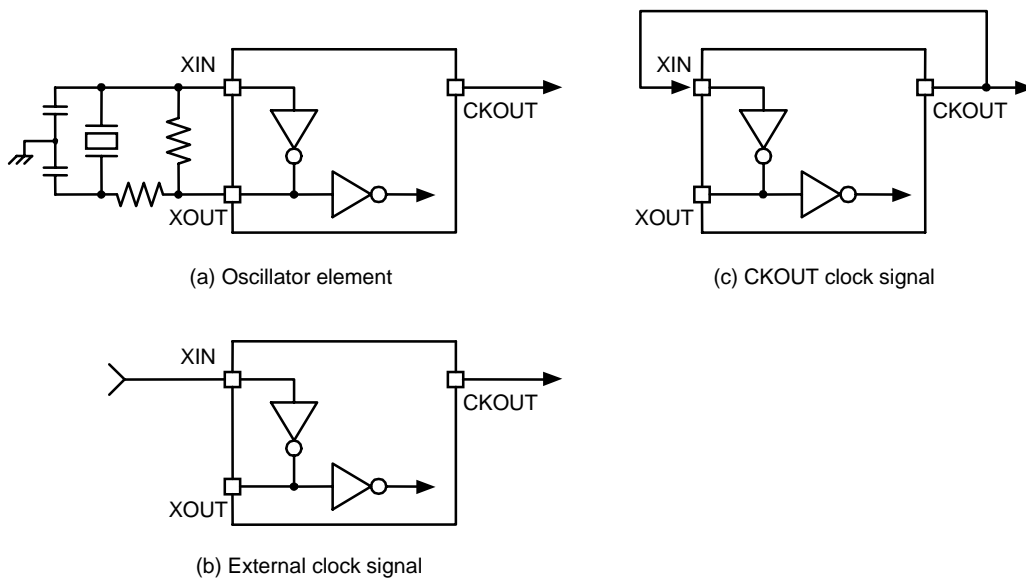 XIN
CKOUT
XOUT
(a) Oscillator element
XIN
CKOUT
XOUT
(c) CKOUT clock signal
XIN
CKOUT
XOUT
(b) External clock signal